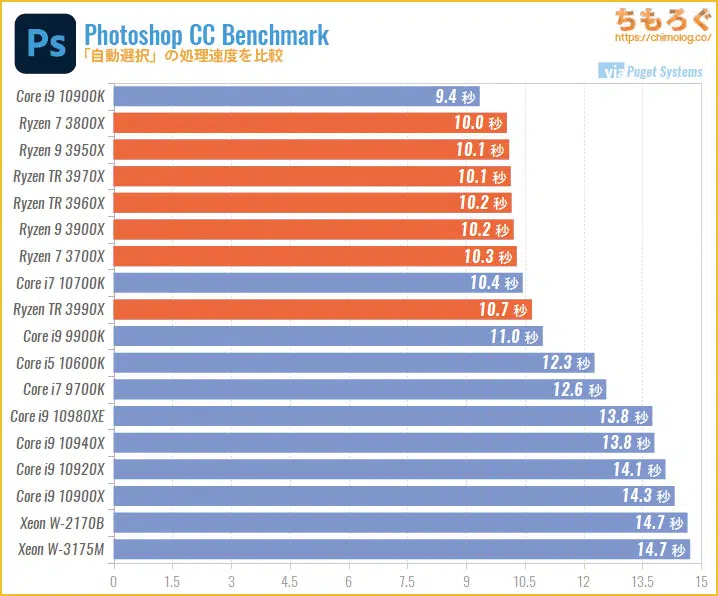 Ps
Photoshop CC Benchmark
「自動選択」の処理速度を比較
ちもろぐ
https://chimolog.co/
via Puget Systems
Core i9 10900K 9.4 秒
Ryzen 7 3800X 10.0 秒
Ryzen 9 3950X 10.1 秒
Ryzen TR 3970X 10.1 秒
Ryzen TR 3960X 10.2 秒
Ryzen 9 3900X 10.2 秒
Ryzen 7 3700X 10.3 秒
Core i7 10700K 10.4 秒
Ryzen TR 3990X 10.7 秒
Core i9 9900K 11.0 秒
Core i5 10600K 12.3 秒
Core i7 9700K 12.6 秒
Core i9 10980XE 13.8 秒
Core i9 10940X 13.8 秒
Core i9 10920X 14.1 秒
Core i9 10900X 14.3 秒
Xeon W-2170B 14.7 秒
Xeon W-3175M 14.7 秒
0 1.5 3 4.5 6 7.5 9 10.5 12 13.5 15